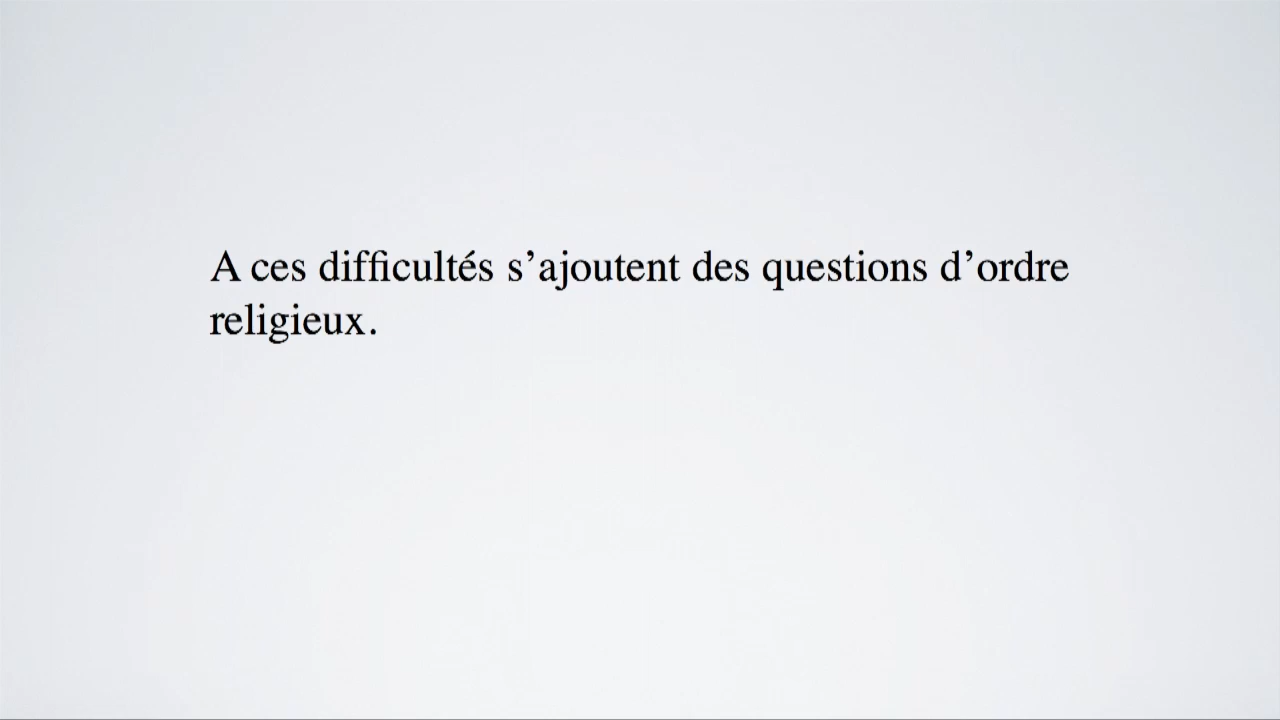 A ces difficultés s’ajoutent des questions d’ordre
religieux.